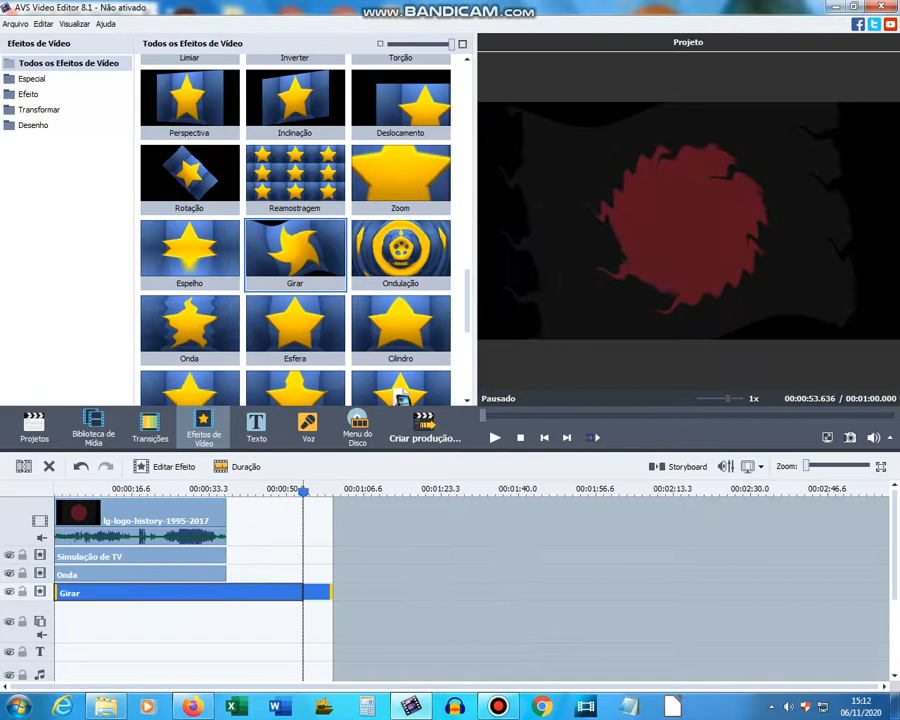 AVS Video Editor 8.1 - Não ativado
www.BANDICAM.com
Arquivo Editar Visualizar Ajuda
Efeitos de Vídeo
Todos os Efeitos de Vídeo
Projeto
Todos os Efeitos de Vídeo
Especial
Efeito
Transformar
Desenho
Limiar Inverter Torção
Perspectiva Inclinação Deslocamento
Rotação Reamostragem Zoom
Espelho Girar Ondulação
Onda Esfera Cilindro
Pausado 1x 00:00:53.636 / 00:01:00.000
Projetos
Biblioteca de Mídia
Transições
Efeitos de Vídeo
Texto
Voz
Menu do Disco
Criar produção...
Editar Efeito Duração Storyboard Zoom:
00:00:16.6 00:00:33.3 00:00:50 00:01:06.6 00:01:23.3 00:01:40.0 00:01:56.6 00:02:13.3 00:02:30.0 00:02:46.6
lg-logo-history-1995-2017
Simulação de TV
Onda
Girar
T
15:12
06/11/2020